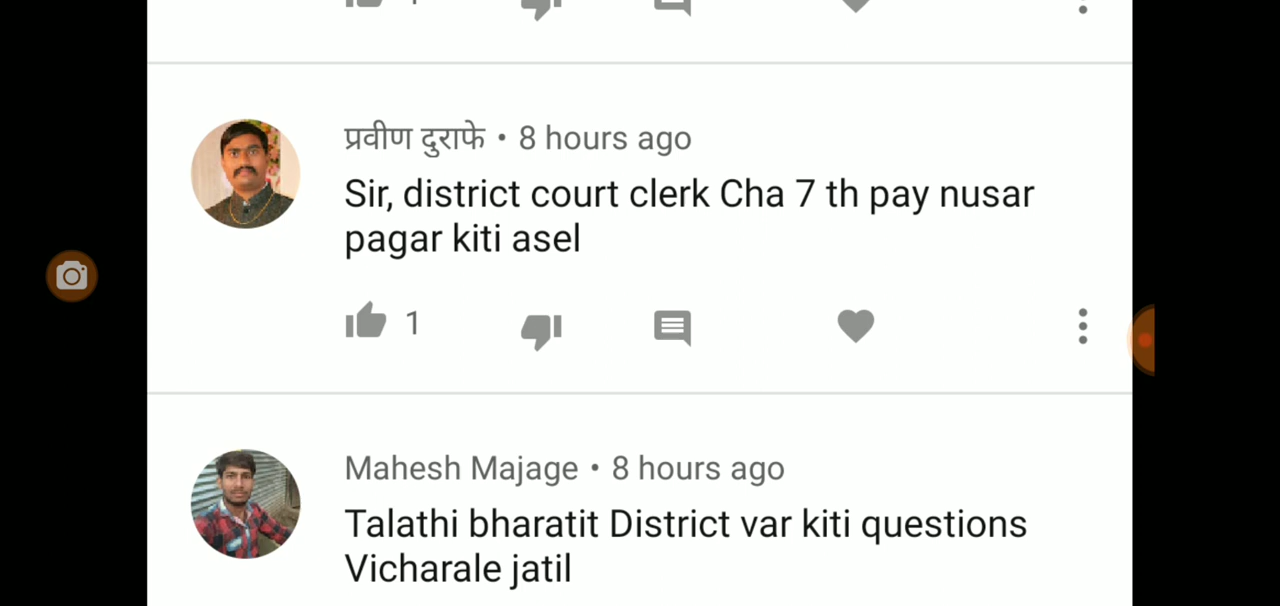 प्रवीण दुराफे • 8 hours ago
Sir, district court clerk Cha 7 th pay nusar
pagar kiti asel
1
Mahesh Majage • 8 hours ago
Talathi bharatit District var kiti questions
Vicharale jatil